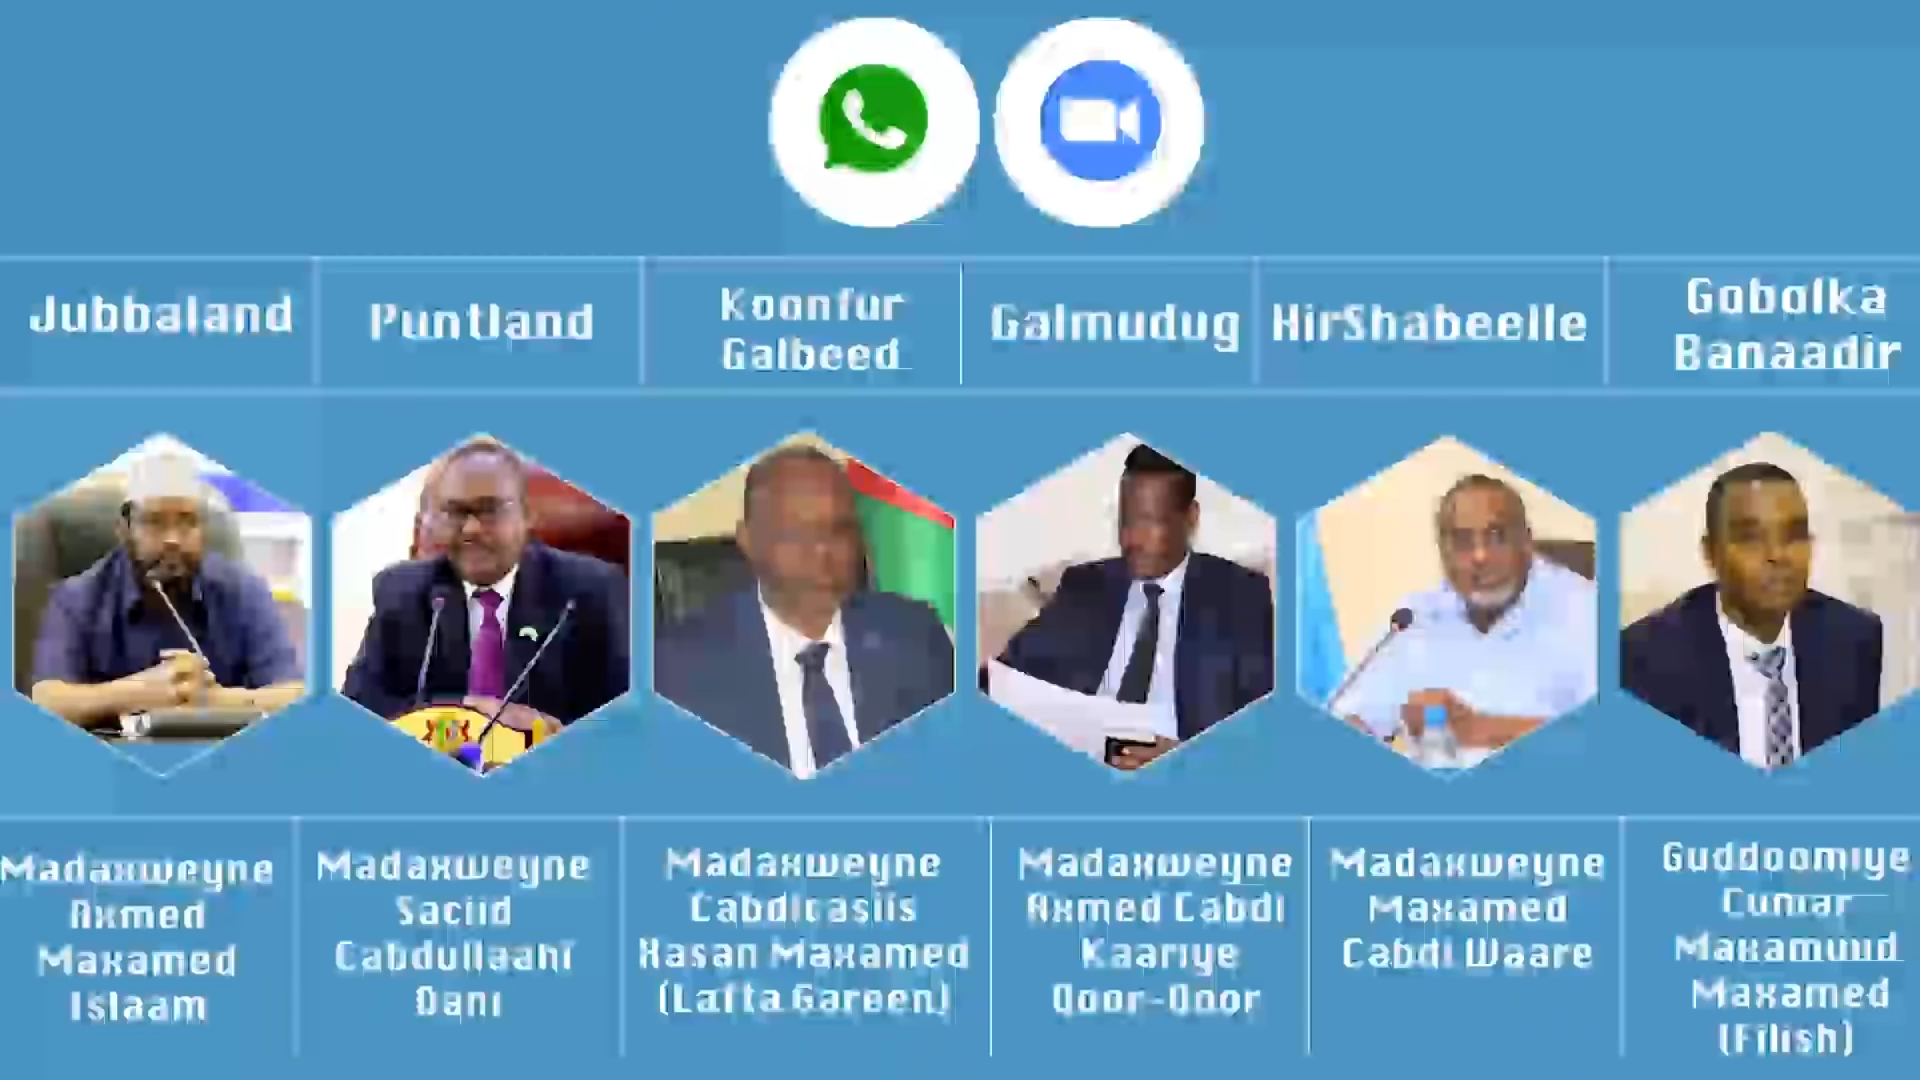 Jubbaland
Puntland
Koonfur
Galbeed
Galmudug
HirShabeelle
Gobolka
Banaadir
Madaxweyne
Axmed
Maxamed
Islaam
Madaxweyne
Saciid
Cabdullaahi
Dani
Madaxweyne
Cabdicasiis
Xasan Maxamed
(Lafta Gareen)
Madaxweyne
Axmed Cabdi
Kaariye
Qoor-Qoor
Madaxweyne
Maxamed
Cabdi Waare
Guddoomiye
Cumar
Maxamuud
Maxamed
(Filish)